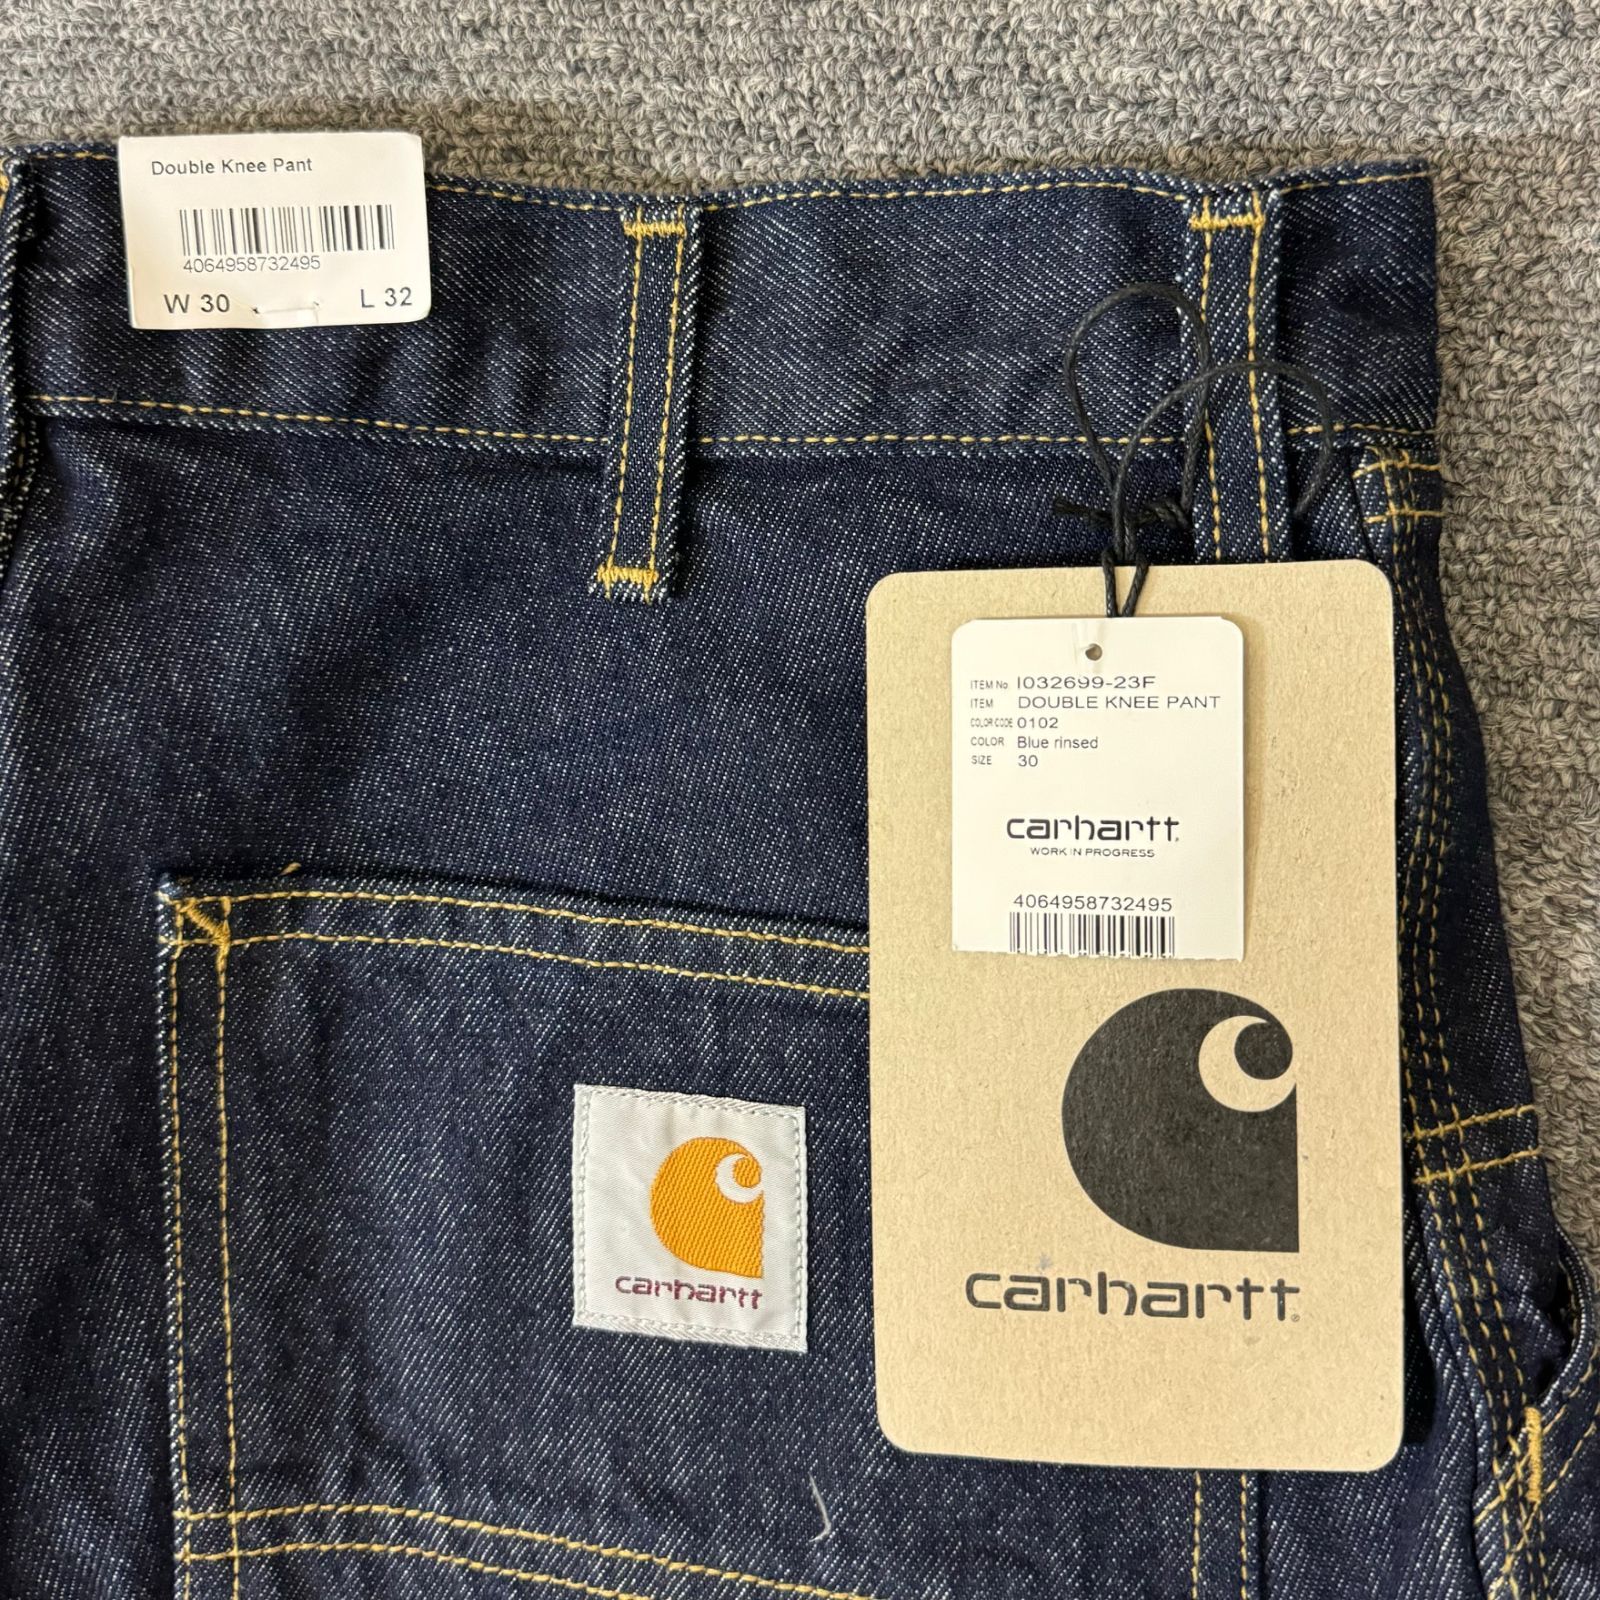 Double Knee Pant
4064958732495
W 30 L 32
ITEM No. I032699-23F
ITEM DOUBLE KNEE PANT
COLOR CODE 0102
COLOR Blue rinsed
SIZE 30
carhartt
WORK IN PROGRESS
4064958732495
carhartt
carhartt